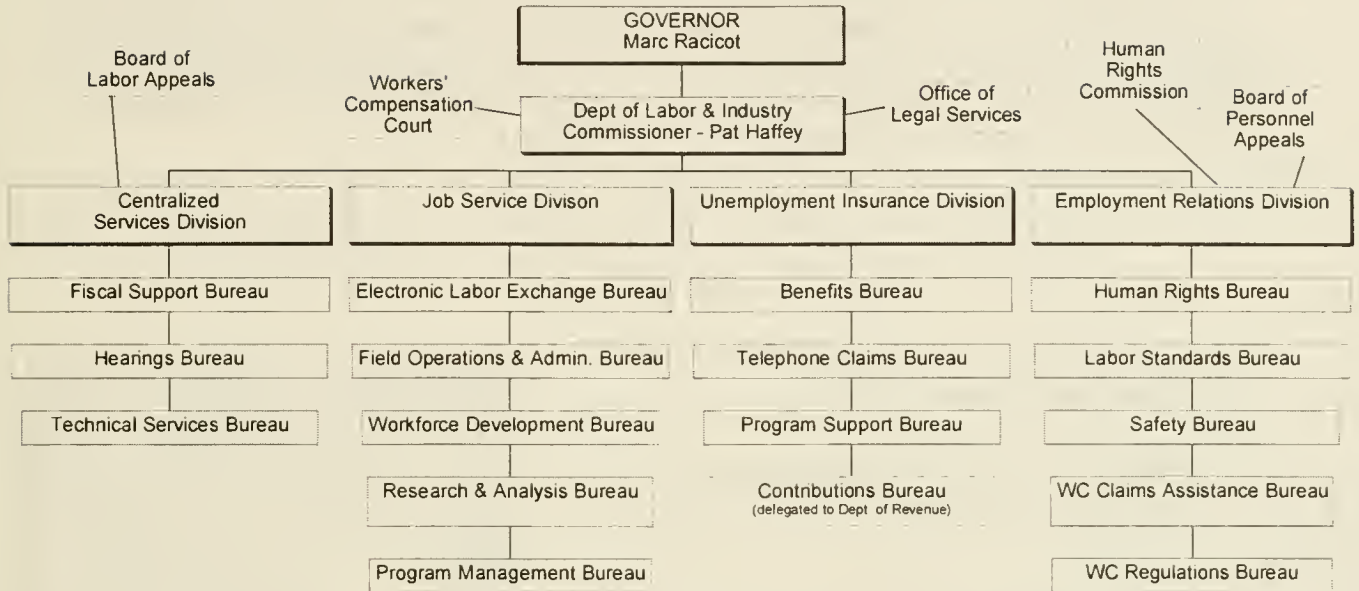 GOVERNOR
Marc Racicot
Board of
Labor Appeals
Workers'
Compensation
Court
Dept of Labor & Industry
Commissioner - Pat Haffey
Office of
Legal Services
Human
Rights
Commission
Board of
Personnel
Appeals
Centralized
Services Division
Job Service Divison
Unemployment Insurance Division
Employment Relations Division
Fiscal Support Bureau
Electronic Labor Exchange Bureau
Benefits Bureau
Human Rights Bureau
Hearings Bureau
Field Operations & Admin. Bureau
Telephone Claims Bureau
Labor Standards Bureau
Technical Services Bureau
Workforce Development Bureau
Program Support Bureau
Safety Bureau
Research & Analysis Bureau
Contributions Bureau
(delegated to Dept of Revenue)
WC Claims Assistance Bureau
Program Management Bureau
WC Regulations Bureau